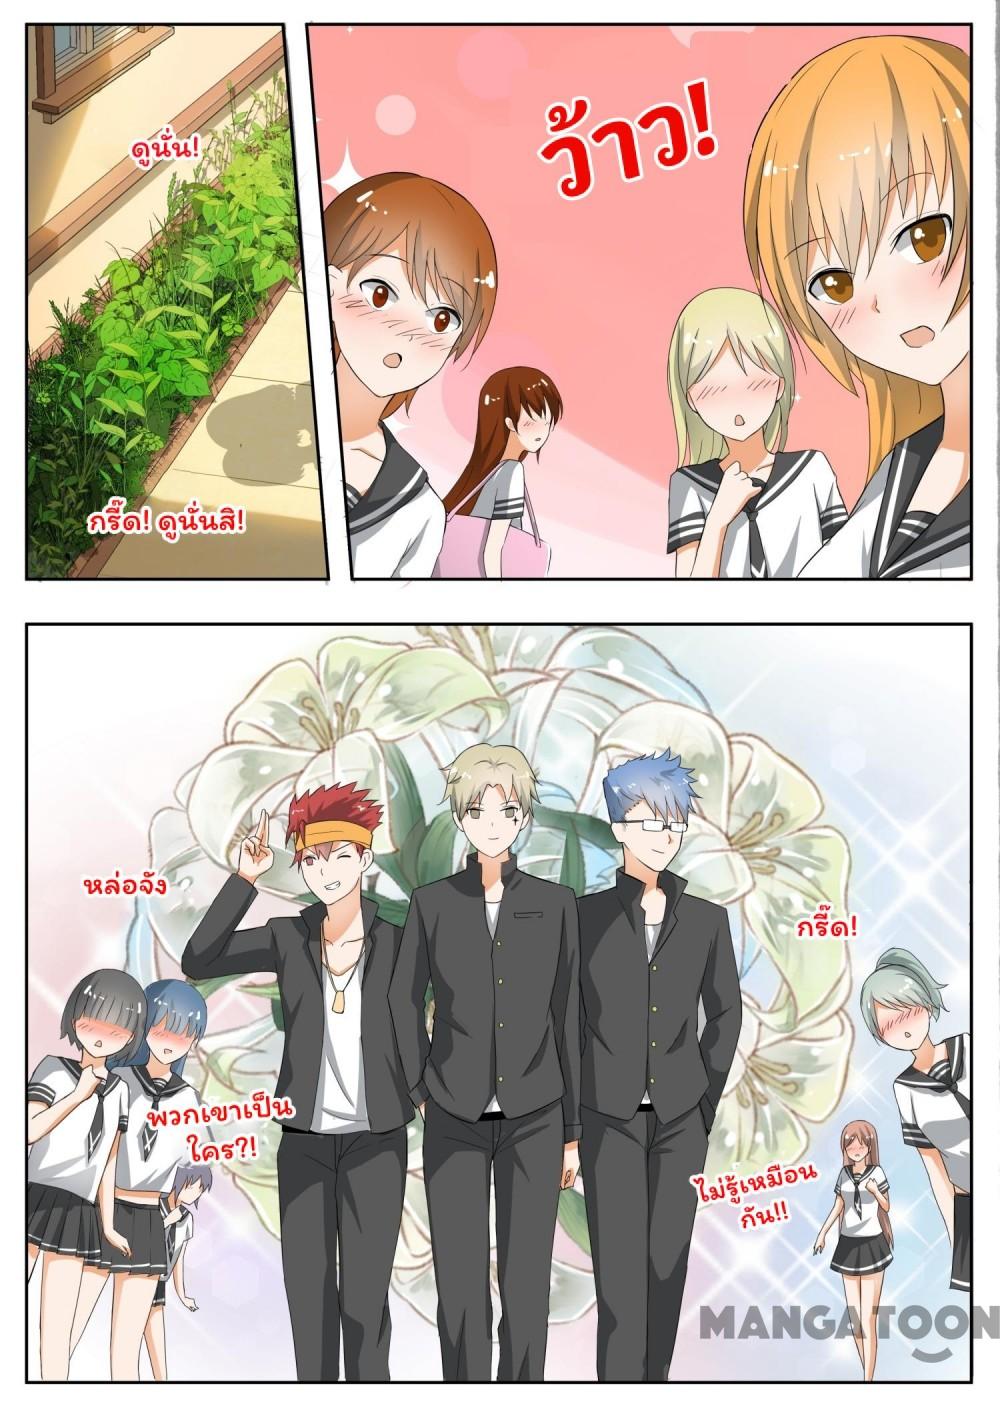 ดูนั่น!
ว้าว!
กรี๊ด! ดูนั่นสิ!
หล่อจัง
กรี๊ด!
พวกเขาเป็น
ใคร?!
ไม่รู้เหมือน
กัน!!
MANGATOON